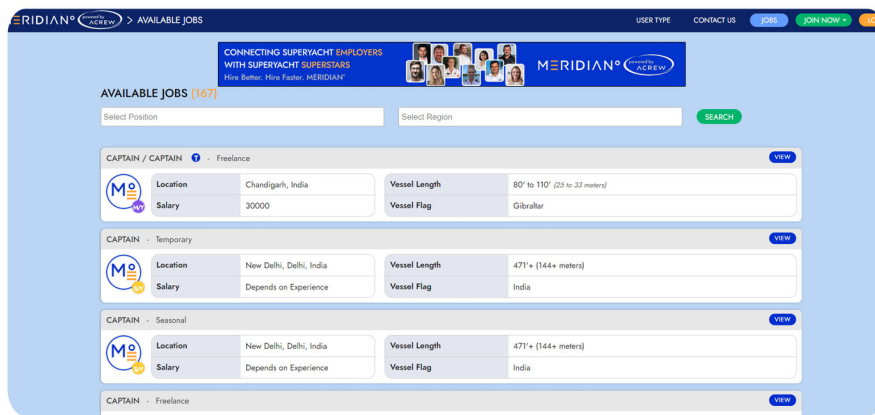 MERIDIAN° powered by ACREW > AVAILABLE JOBS USER TYPE CONTACT US JOBS JOIN NOW LO
CONNECTING SUPERYACHT EMPLOYERS
WITH SUPERYACHT SUPERSTARS
Hire Better. Hire Faster. MERIDIAN°
MERIDIAN° powered by ACREW
AVAILABLE JOBS (167)
Select Position Select Region SEARCH
CAPTAIN / CAPTAIN T - Freelance VIEW
Mo M/Y
Location Chandigarh, India Vessel Length 80' to 110' (25 to 33 meters)
Salary 30000 Vessel Flag Gibraltar
CAPTAIN - Temporary VIEW
Mo S/Y
Location New Delhi, Delhi, India Vessel Length 471'+ (144+ meters)
Salary Depends on Experience Vessel Flag India
CAPTAIN - Seasonal VIEW
Mo S/Y
Location New Delhi, Delhi, India Vessel Length 471'+ (144+ meters)
Salary Depends on Experience Vessel Flag India
CAPTAIN - Freelance VIEW